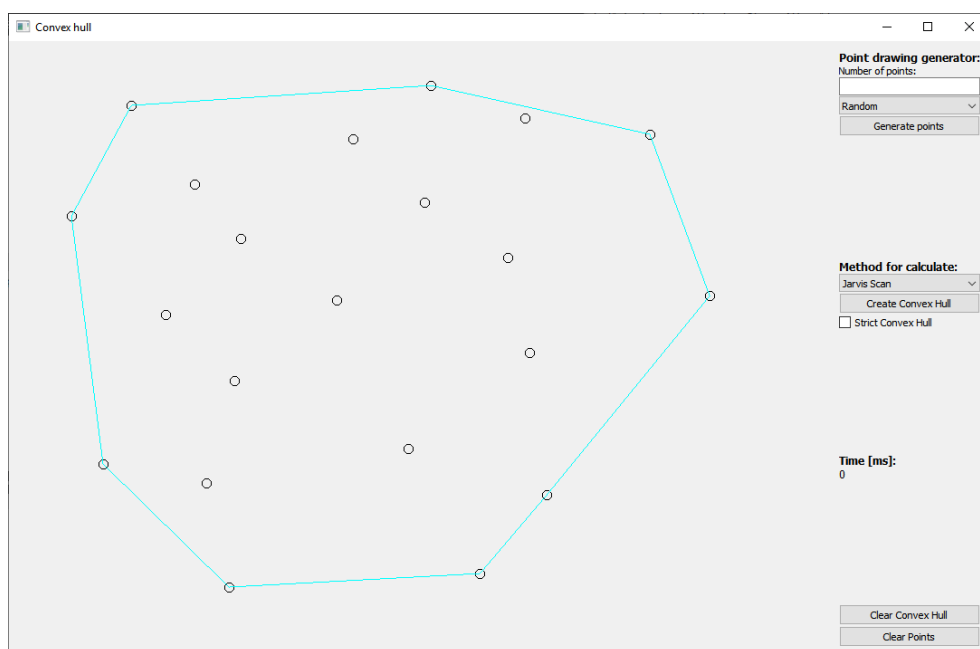 Convex hull
Point drawing generator:
Number of points:
Random
Generate points
Method for calculate:
Jarvis Scan
Create Convex Hull
Strict Convex Hull
Time [ms]:
0
Clear Convex Hull
Clear Points